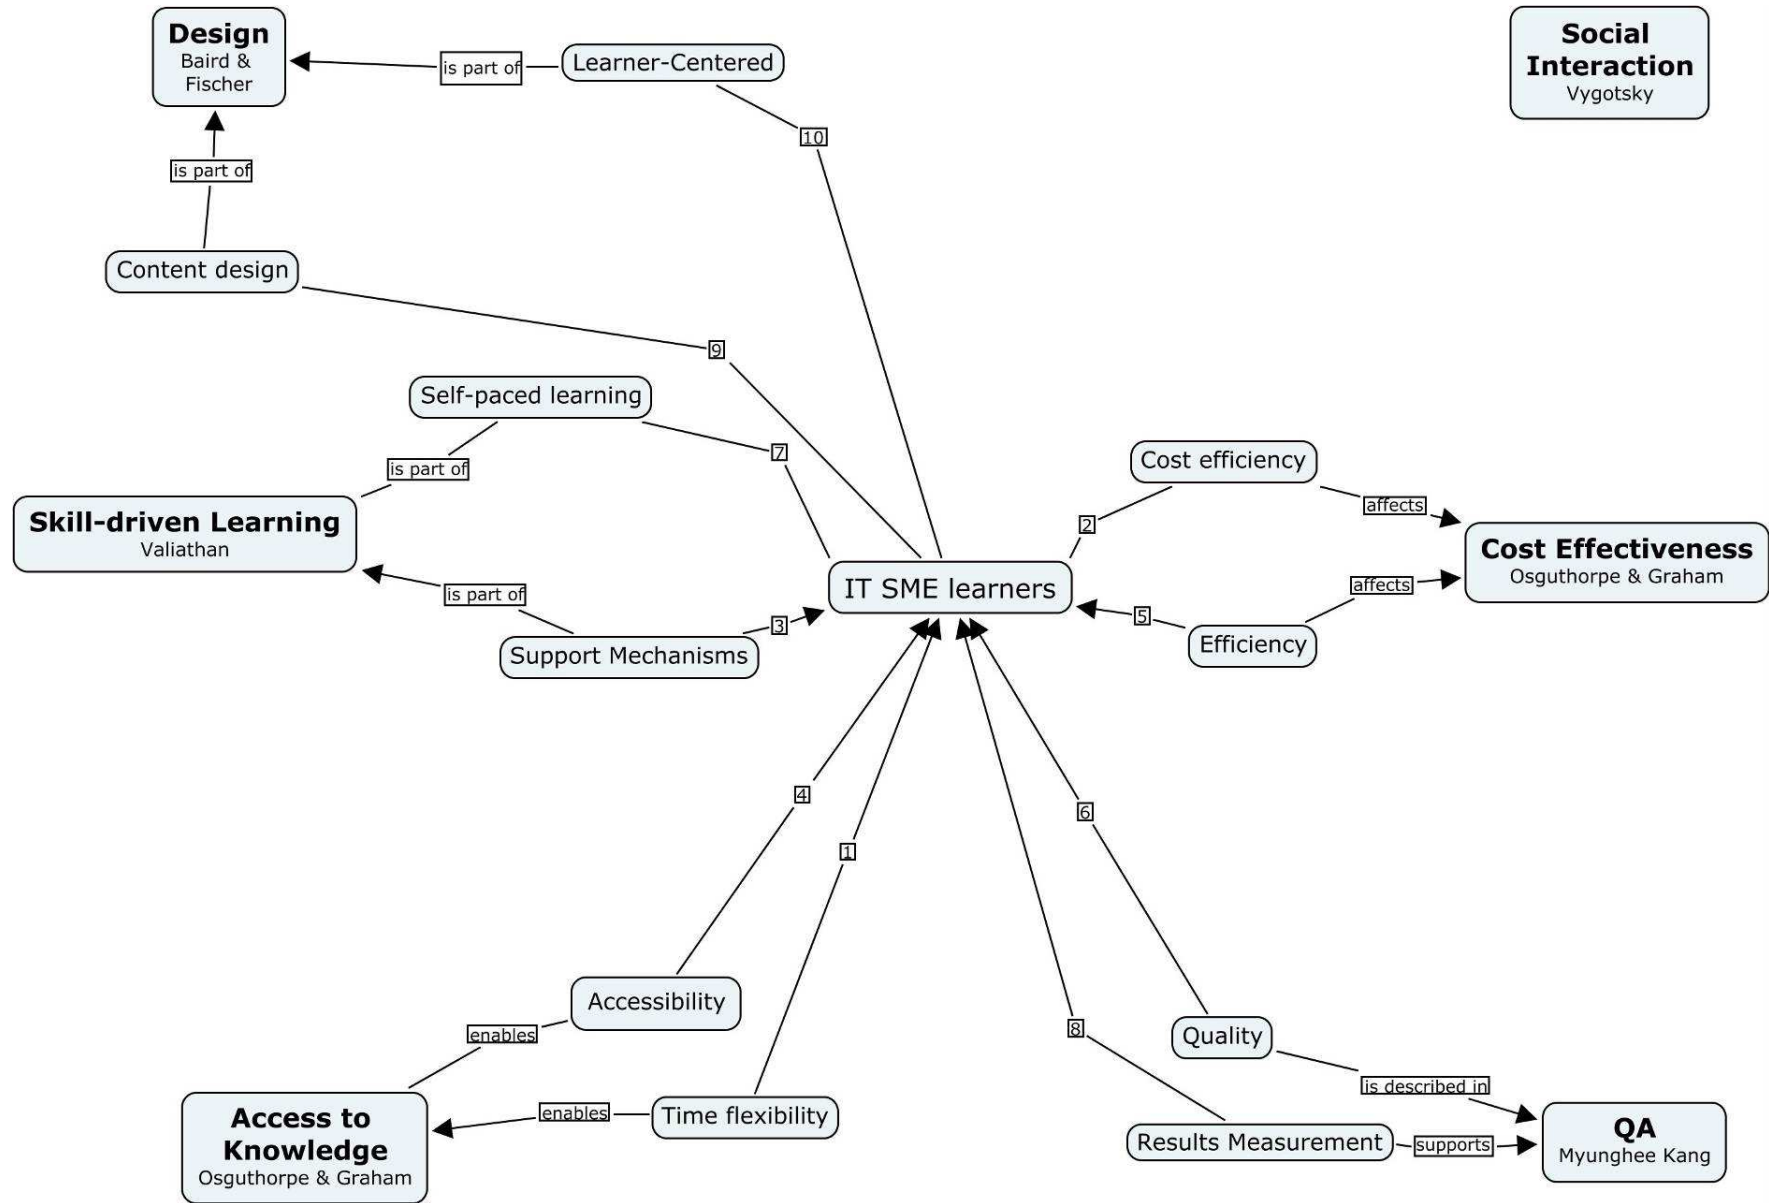 Design
Baird &
Fischer
is part of
Learner-Centered
Social
Interaction
Vygotsky
10
is part of
Content design
9
Self-paced learning
7
is part of
Cost efficiency
2
affects
Skill-driven Learning
Valiathan
Cost Effectiveness
Osguthorpe & Graham
IT SME learners
affects
is part of
3
5
Support Mechanisms
Efficiency
4
6
1
Accessibility
enables
8
Quality
is described in
Access to
Knowledge
Osguthorpe & Graham
enables
Time flexibility
Results Measurement
supports
QA
Myunghee Kang